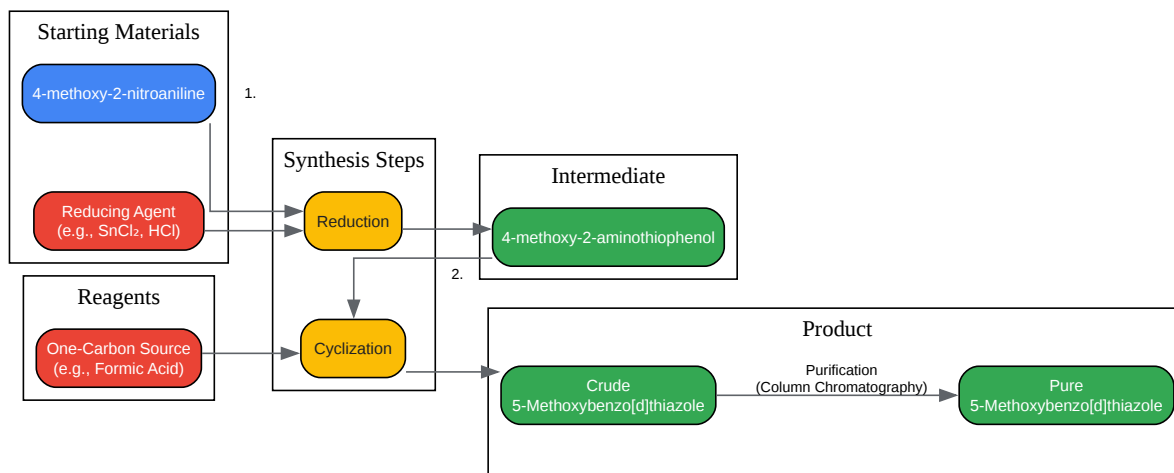 Starting Materials
4-methoxy-2-nitroaniline
1.
Reducing Agent
(e.g., SnCl₂, HCl)
Synthesis Steps
Reduction
Intermediate
4-methoxy-2-aminothiophenol
2.
Reagents
One-Carbon Source
(e.g., Formic Acid)
Cyclization
Product
Crude
5-Methoxybenzo[d]thiazole
Purification
(Column Chromatography)
Pure
5-Methoxybenzo[d]thiazole